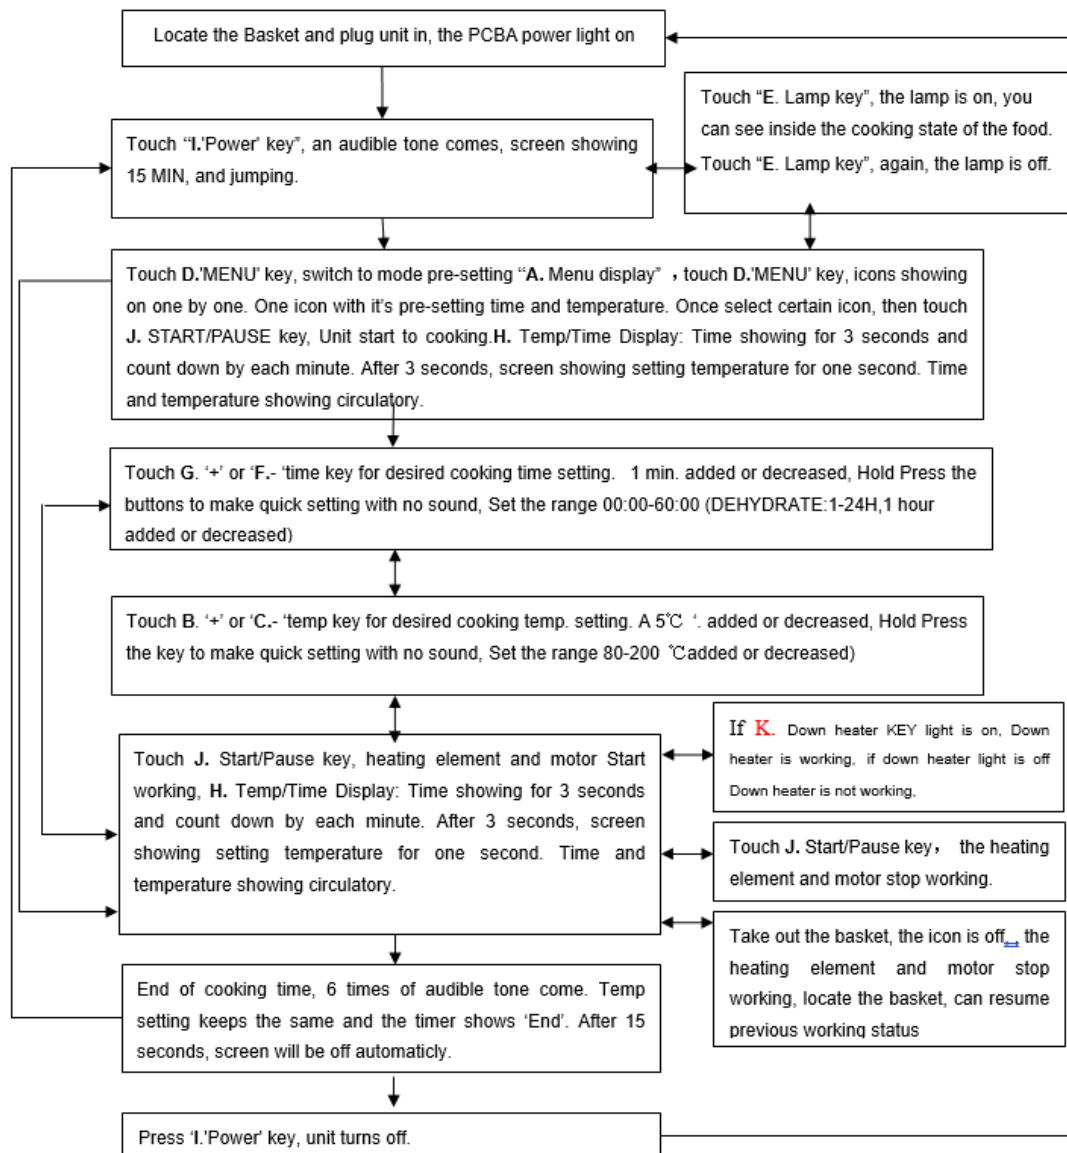 Locate the Basket and plug unit in, the PCBA power light on
Touch “E. Lamp key”, the lamp is on, you
can see inside the cooking state of the food.
Touch “E. Lamp key”, again, the lamp is off.
Touch “I.'Power' key”, an audible tone comes, screen showing
15 MIN, and jumping.
Touch D.'MENU' key, switch to mode pre-setting “A. Menu display” ，touch D.'MENU' key, icons showing
on one by one. One icon with it's pre-setting time and temperature. Once select certain icon, then touch
J. START/PAUSE key, Unit start to cooking.H. Temp/Time Display: Time showing for 3 seconds and
count down by each minute. After 3 seconds, screen showing setting temperature for one second. Time
and temperature showing circulatory.
Touch G. ‘+’ or ‘F.- ‘time key for desired cooking time setting. 1 min. added or decreased, Hold Press the
buttons to make quick setting with no sound, Set the range 00:00-60:00 (DEHYDRATE:1-24H,1 hour
added or decreased)
Touch B. ‘+’ or ‘C.- ‘temp key for desired cooking temp. setting. A 5℃ ‘. added or decreased, Hold Press
the key to make quick setting with no sound, Set the range 80-200 ℃added or decreased)
If K. Down heater KEY light is on, Down
heater is working, if down heater light is off
Down heater is not working,
Touch J. Start/Pause key, heating element and motor Start
working, H. Temp/Time Display: Time showing for 3 seconds
and count down by each minute. After 3 seconds, screen
showing setting temperature for one second. Time and
temperature showing circulatory.
Touch J. Start/Pause key， the heating
element and motor stop working.
Take out the basket, the icon is off , the
heating element and motor stop
working, locate the basket, can resume
previous working status
End of cooking time, 6 times of audible tone come. Temp
setting keeps the same and the timer shows ‘End’. After 15
seconds, screen will be off automaticly.
Press ‘I.'Power' key, unit turns off.